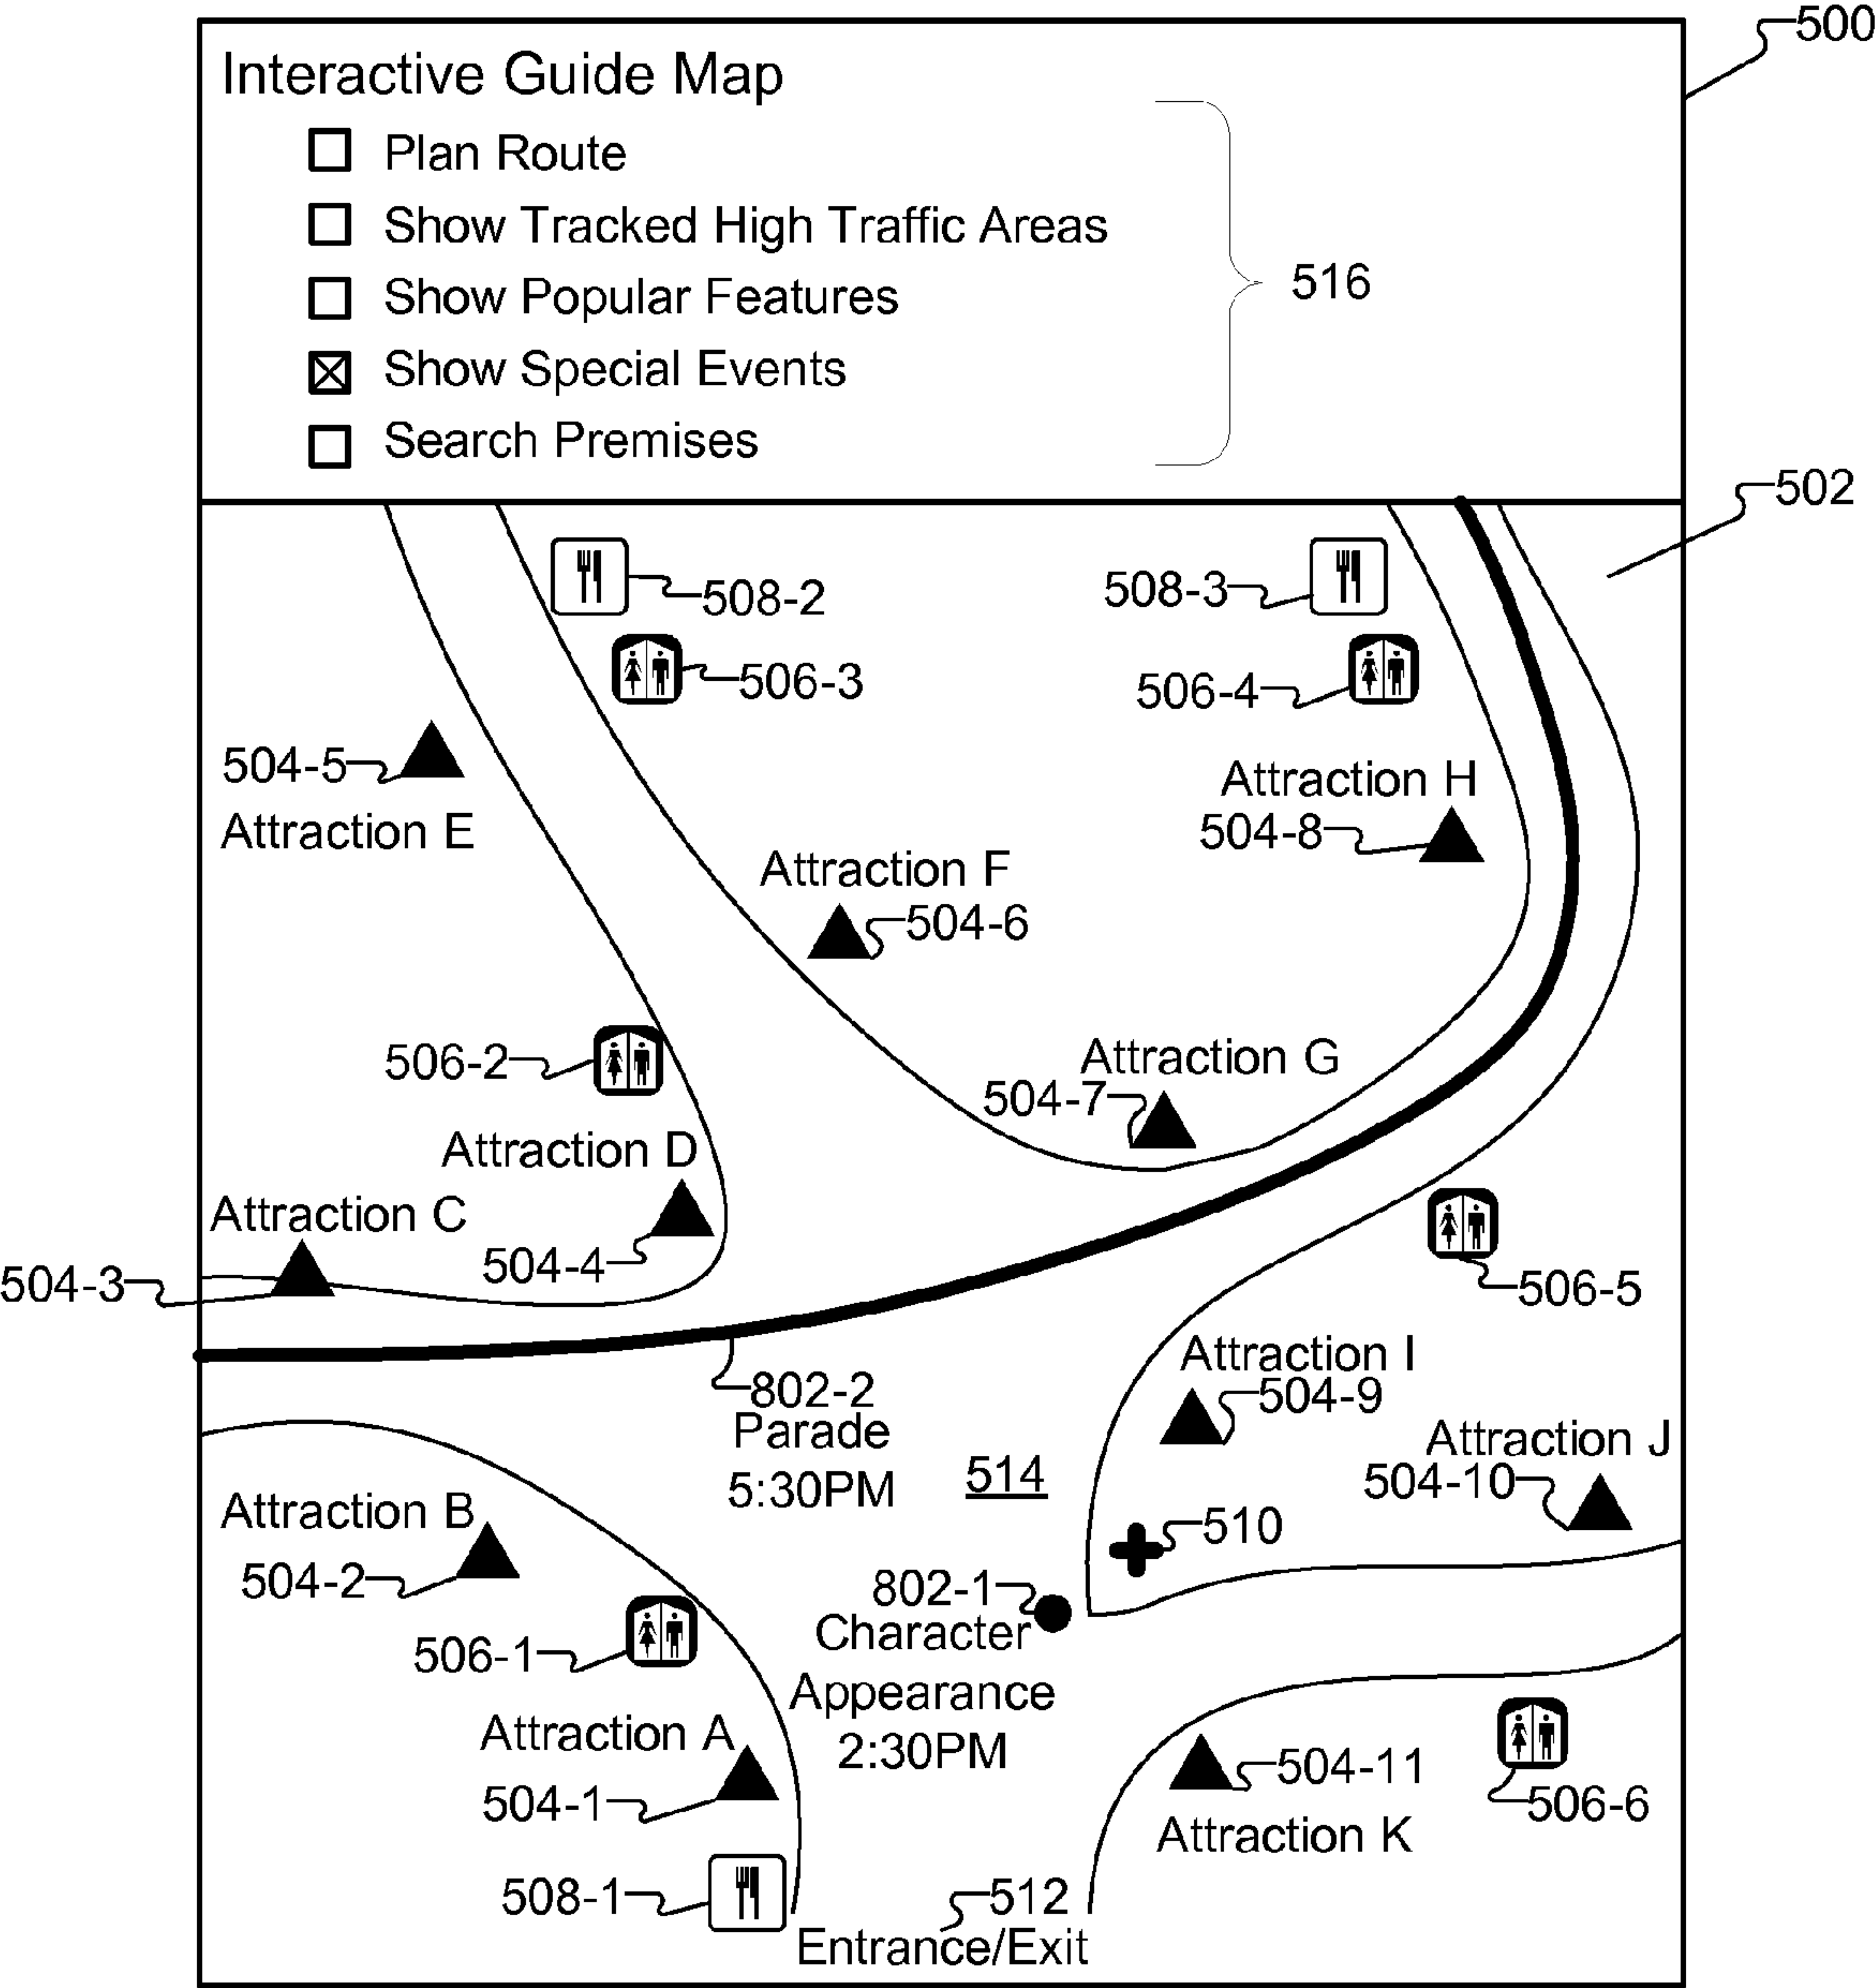 500
Interactive Guide Map
Plan Route
Show Tracked High Traffic Areas
Show Popular Features
516
Show Special Events
Search Premises
502
508-2
508-3
506-3
506-4
504-5
Attraction H
Attraction E
504-8
Attraction F
504-6
506-2
Attraction G
504-7
Attraction D
Attraction C
504-4
504-3
506-5
Attraction I
802-2
504-9
Parade
Attraction J
5:30PM
514
504-10
Attraction B
510
504-2
802-1
Character
506-1
Appearance
Attraction A
2:30PM
504-11
504-1
506-6
Attraction K
508-1
512
Entrance/Exit